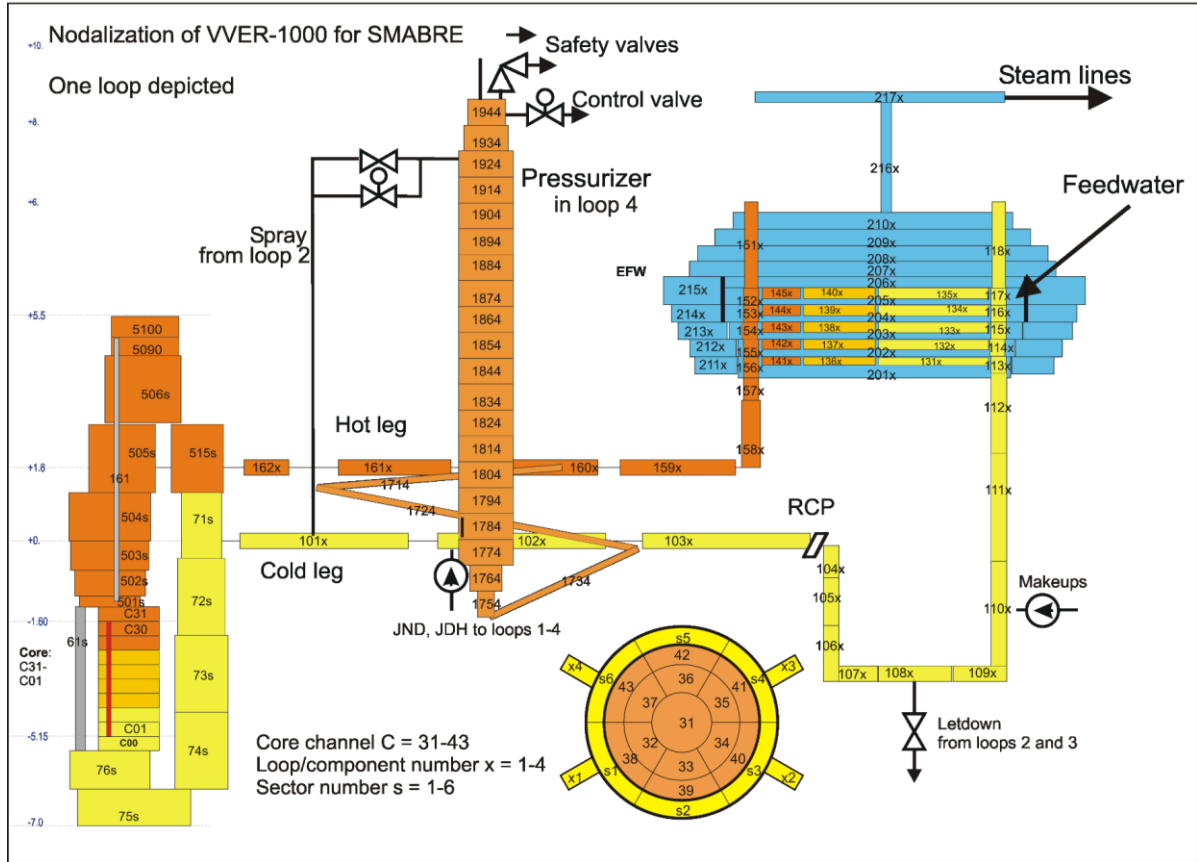 Nodalization of VVER-1000 for SMABRE
One loop depicted
+10.
+8.
+6.
+5.5
+1.8
+0.
-1.60
-5.15
-7.0
Safety valves
Control valve
Steam lines
Feedwater
Pressurizer
in loop 4
Spray
from loop 2
EFW
Hot leg
Cold leg
RCP
Makeups
Letdown
from loops 2 and 3
JND, JDH to loops 1-4
Core:
C31-
C01
Core channel C = 31-43
Loop/component number x = 1-4
Sector number s = 1-6
5100
5090
506s
505s
161
515s
504s
71s
503s
502s
501s
72s
C31
C30
61s
73s
C01
C00
74s
76s
75s
1944
1934
1924
1914
1904
1894
1884
1874
1864
1854
1844
1834
1824
1814
1804
1794
1784
1774
1764
1754
1714
1724
1734
162x
161x
160x
159x
158x
157x
156x
155x
154x
153x
152x
151x
101x
102x
103x
104x
105x
106x
107x
108x
109x
110x
111x
112x
113x
114x
115x
116x
117x
118x
217x
216x
210x
209x
208x
207x
206x
205x
204x
203x
202x
201x
215x
214x
213x
212x
211x
145x
140x
135x
144x
139x
134x
143x
138x
133x
142x
137x
132x
141x
136x
131x
s5
x4
x3
s6
s4
42
43
36
41
37
35
31
32
34
38
33
40
s1
s3
39
x1
x2
s2